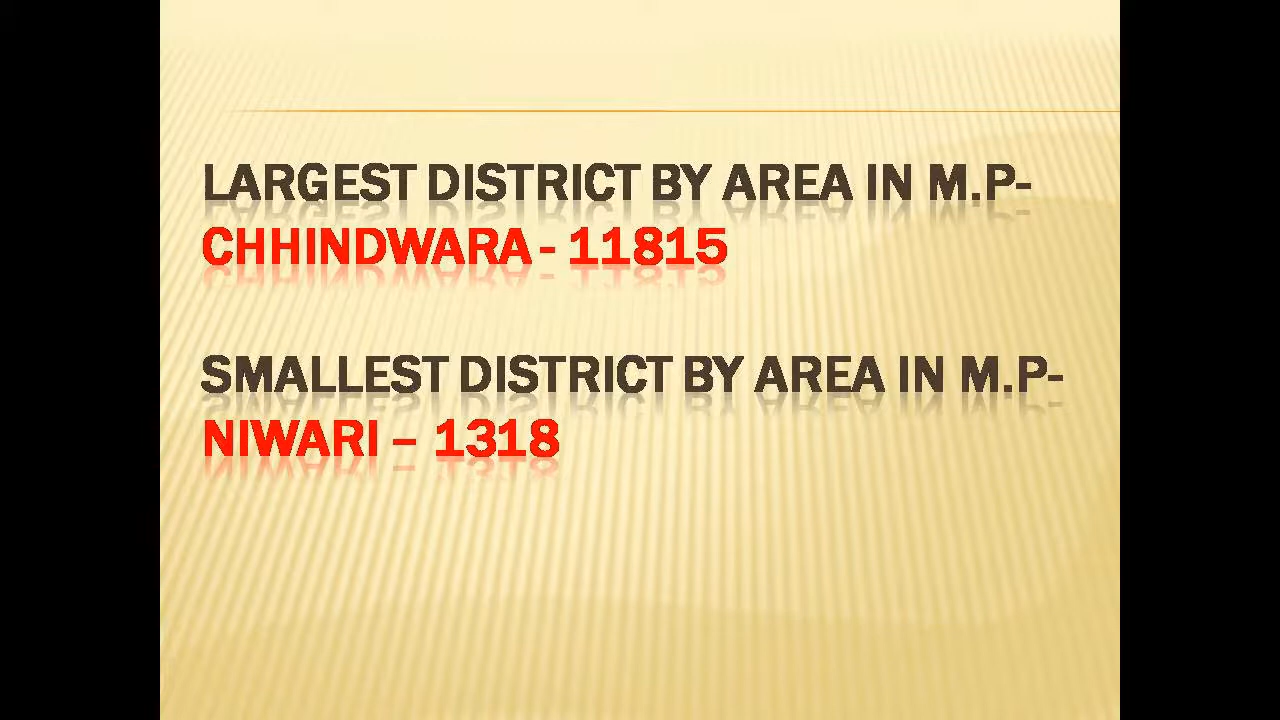 LARGEST DISTRICT BY AREA IN M.P-
CHHINDWARA - 11815
SMALLEST DISTRICT BY AREA IN M.P-
NIWARI – 1318